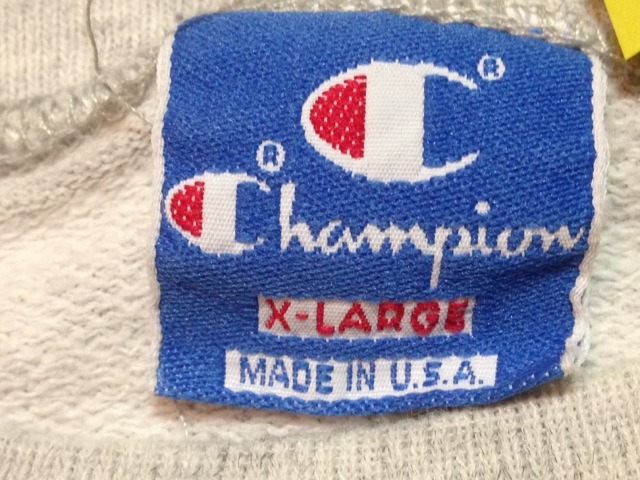 C®
Champion®
X-LARGE
MADE IN U.S.A.